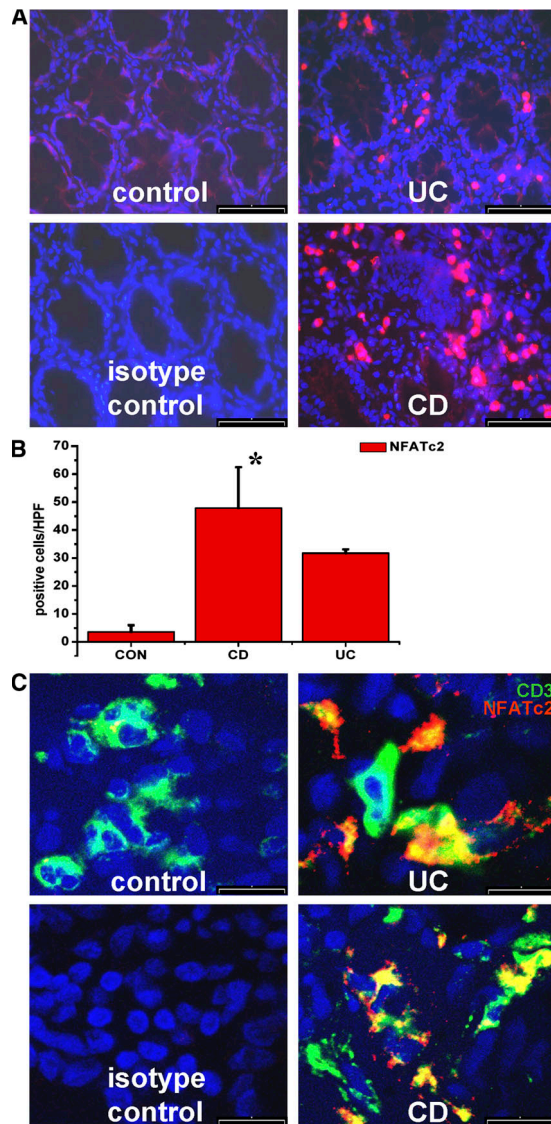 A
control
UC
isotype
control
CD
B
NFATc2
70
60
50
40
30
20
10
0
positive cells/HPF
*
CON CD UC
C
CD3
NFATc2
control
UC
isotype
control
CD